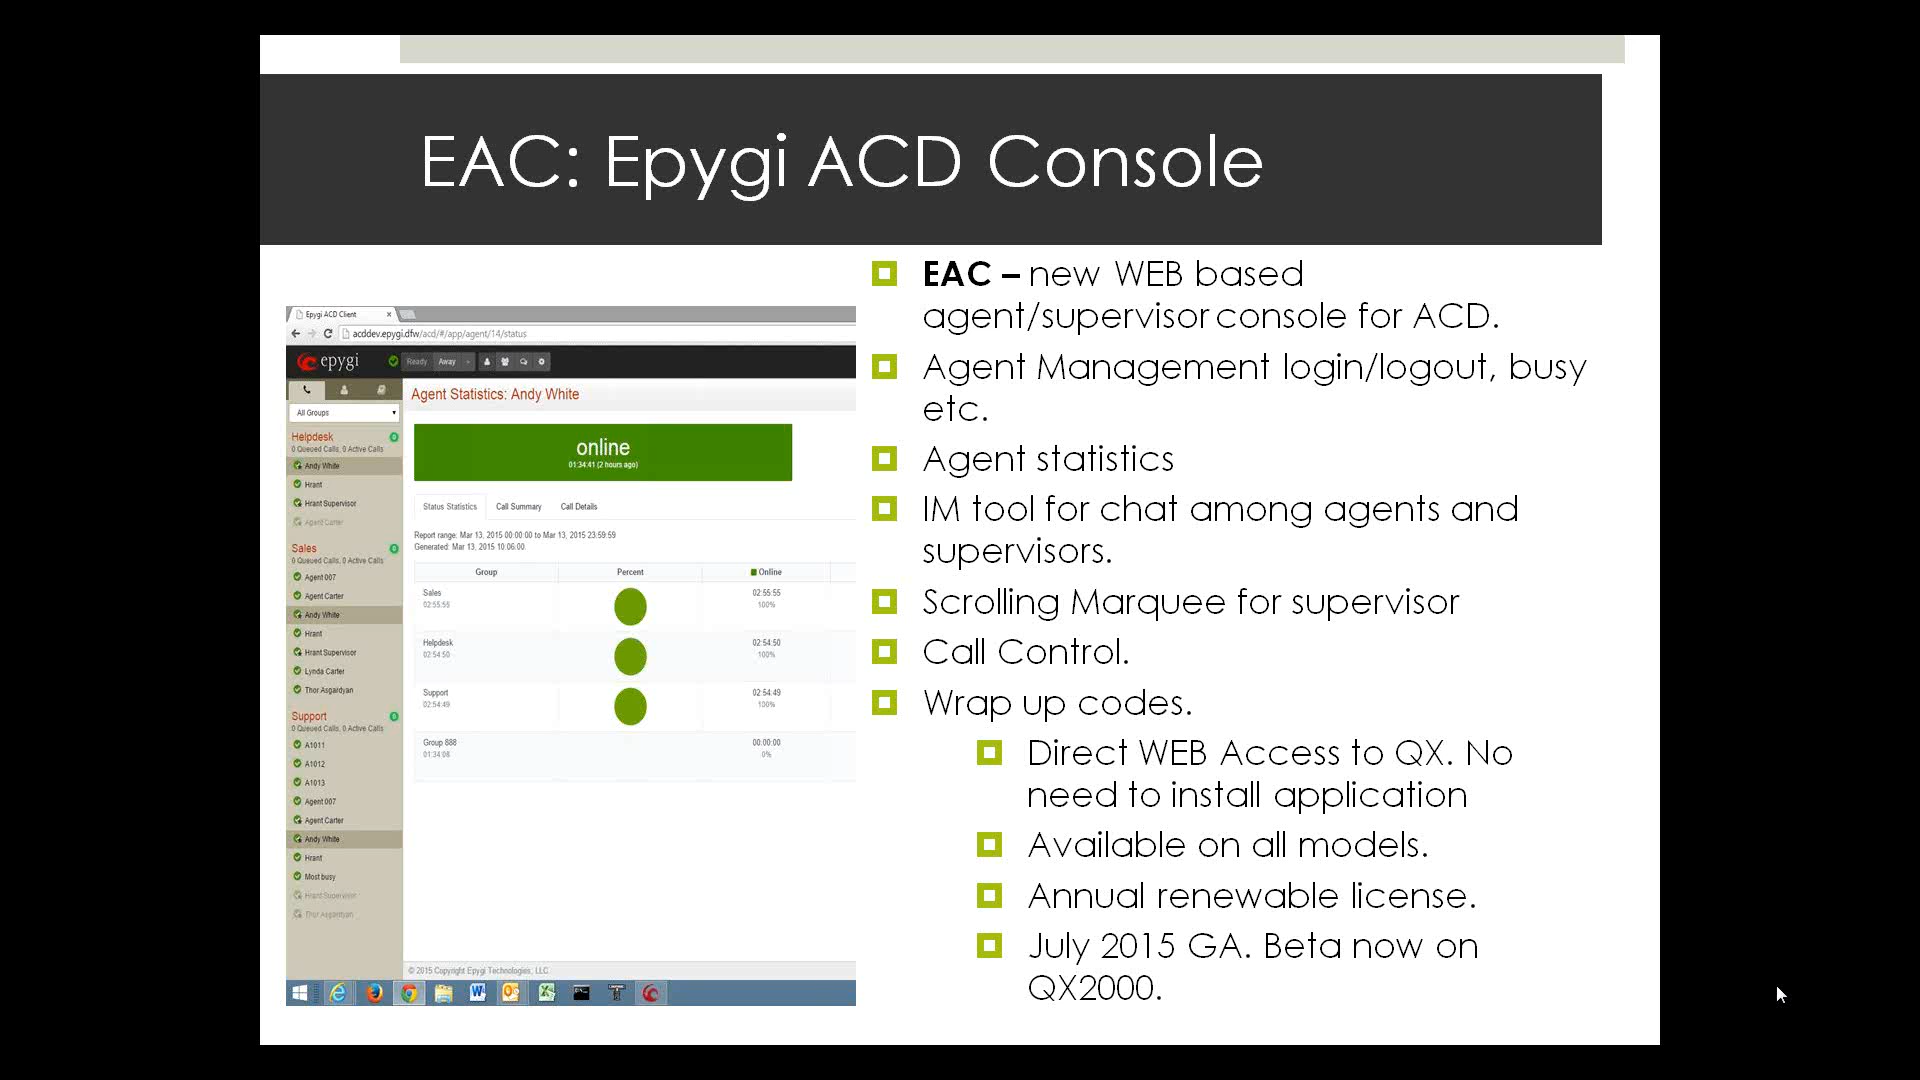 EAC: Epygi ACD Console
Epygi ACD Client
acddev.epygi.dfw/acd/#/app/agent/14/status
epygi
Ready
Away
All Groups
Helpdesk
0
0 Queued Calls, 0 Active Calls
Andy White
Hrant
Hrant Supervisor
Agent Carter
Sales
0
0 Queued Calls, 0 Active Calls
Agent 007
Agent Carter
Andy White
Hrant
Hrant Supervisor
Lynda Carter
Thor Asgardyan
Support
0
0 Queued Calls, 0 Active Calls
A1011
A1012
A1013
Agent 007
Agent Carter
Andy White
Hrant
Most busy
Hrant Supervisor
Thor Asgardyan
Agent Statistics: Andy White
online
01:34:41 (2 hours ago)
Status Statistics
Call Summary
Call Details
Report range: Mar 13, 2015 00:00:00 to Mar 13, 2015 23:59:59
Generated: Mar 13, 2015 10:06:00
Group
Percent
Online
Sales
02:55:55
02:55:55
100%
Helpdesk
02:54:50
02:54:50
100%
Support
02:54:49
02:54:49
100%
Group 888
01:34:08
00:00:00
0%
© 2015 Copyright Epygi Technologies, LLC
EAC – new WEB based
agent/supervisor console for ACD.
Agent Management login/logout, busy
etc.
Agent statistics
IM tool for chat among agents and
supervisors.
Scrolling Marquee for supervisor
Call Control.
Wrap up codes.
Direct WEB Access to QX. No
need to install application
Available on all models.
Annual renewable license.
July 2015 GA. Beta now on
QX2000.